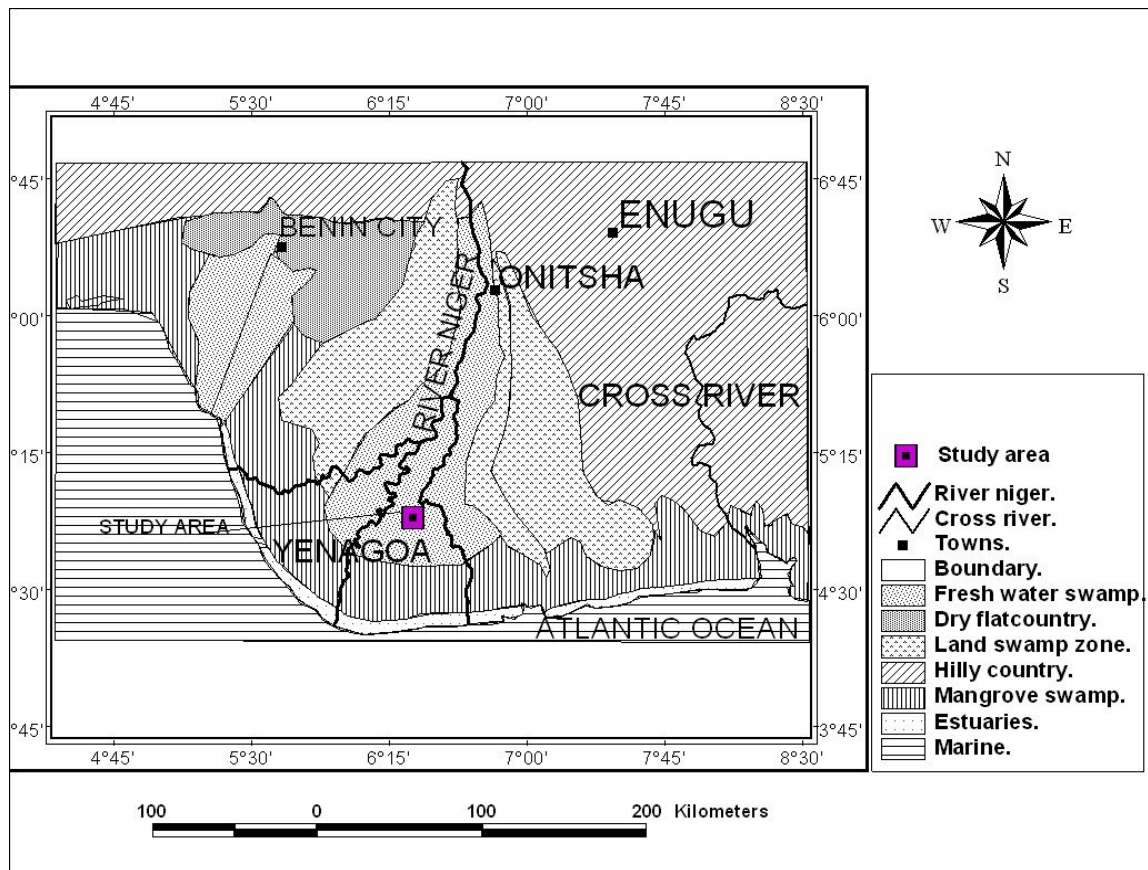 4°45' 5°30' 6°15' 7°00' 7°45' 8°30'
°45' 6°45'
BENIN CITY
ENUGU
ONITSHA
RIVER NIGER
°00' 6°00'
CROSS RIVER
°15' 5°15'
STUDY AREA
YENAGOA
°30' 4°30'
ATLANTIC OCEAN
°45' 3°45'
4°45' 5°30' 6°15' 7°00' 7°45' 8°30'
N
W E
S
Study area
River niger.
Cross river.
Towns.
Boundary.
Fresh water swamp.
Dry flatcountry.
Land swamp zone.
Hilly country.
Mangrove swamp.
Estuaries.
Marine.
100 0 100 200 Kilometers